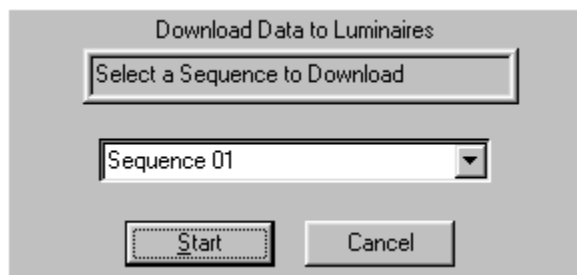 Download Data to Luminaires
Select a Sequence to Download
Sequence 01
Start
Cancel